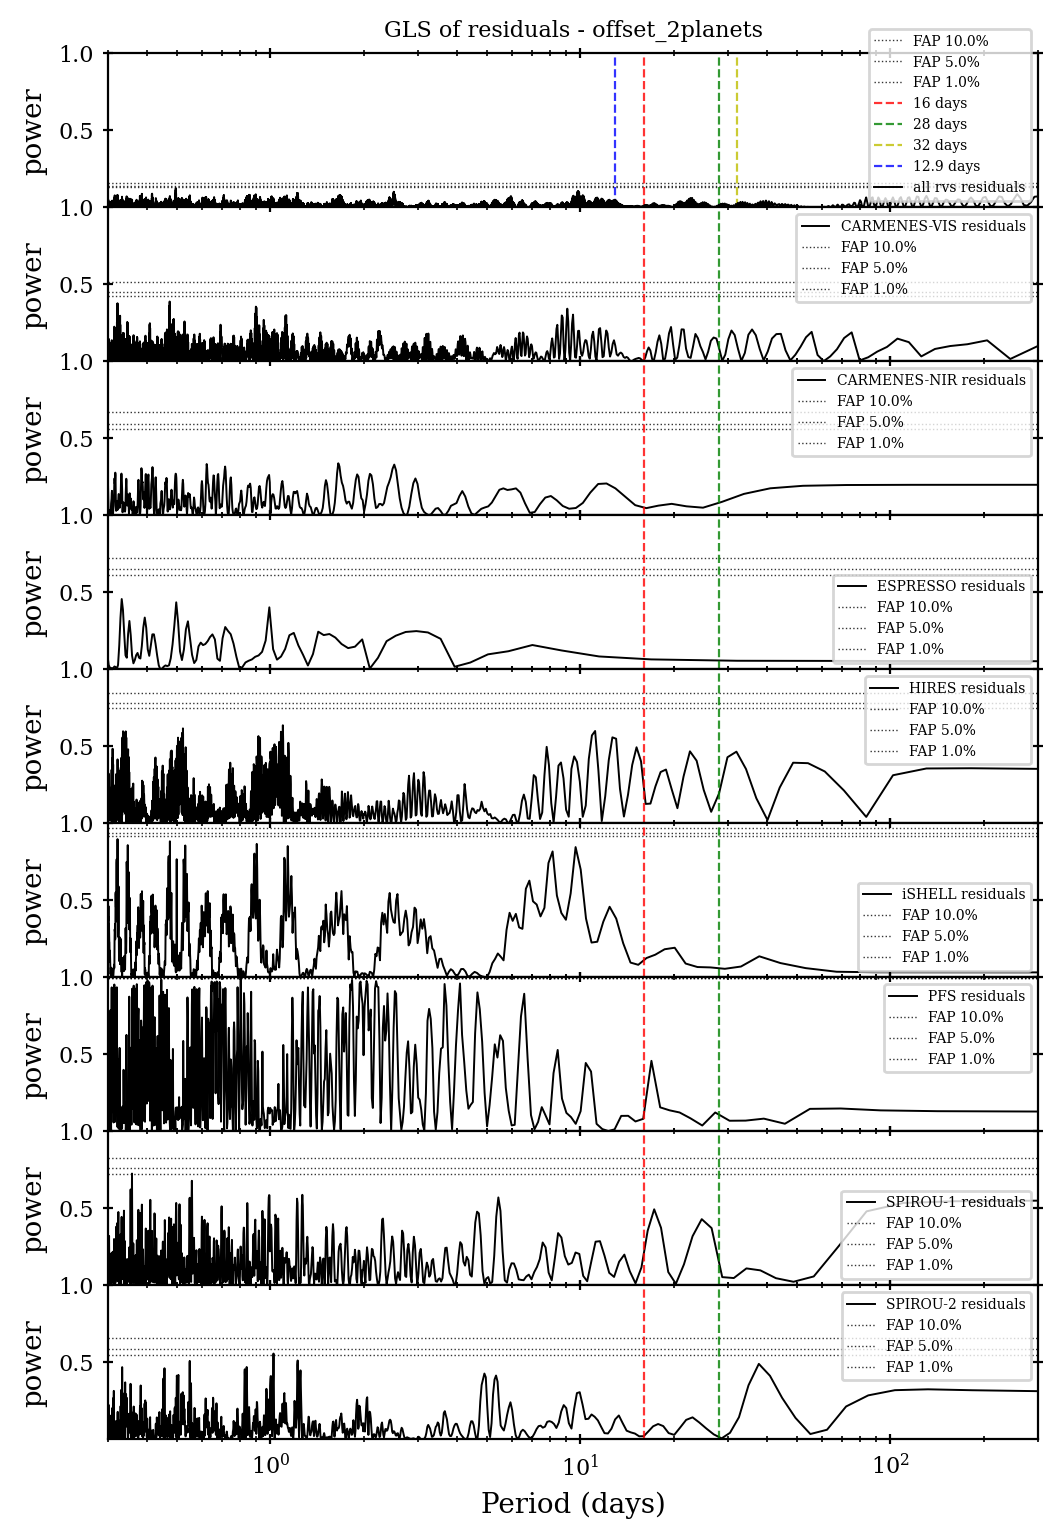 GLS of residuals - offset_2planets
FAP 10.0%
FAP 5.0%
FAP 1.0%
16 days
28 days
32 days
12.9 days
all rvs residuals
1.0
0.5
power
CARMENES-VIS residuals
FAP 10.0%
FAP 5.0%
FAP 1.0%
1.0
0.5
power
CARMENES-NIR residuals
FAP 10.0%
FAP 5.0%
FAP 1.0%
1.0
0.5
power
ESPRESSO residuals
FAP 10.0%
FAP 5.0%
FAP 1.0%
1.0
0.5
power
HIRES residuals
FAP 10.0%
FAP 5.0%
FAP 1.0%
1.0
0.5
power
iSHELL residuals
FAP 10.0%
FAP 5.0%
FAP 1.0%
1.0
0.5
power
PFS residuals
FAP 10.0%
FAP 5.0%
FAP 1.0%
1.0
0.5
power
SPIROU-1 residuals
FAP 10.0%
FAP 5.0%
FAP 1.0%
1.0
0.5
power
SPIROU-2 residuals
FAP 10.0%
FAP 5.0%
FAP 1.0%
1.0
0.5
power
10⁰ 10¹ 10²
Period (days)